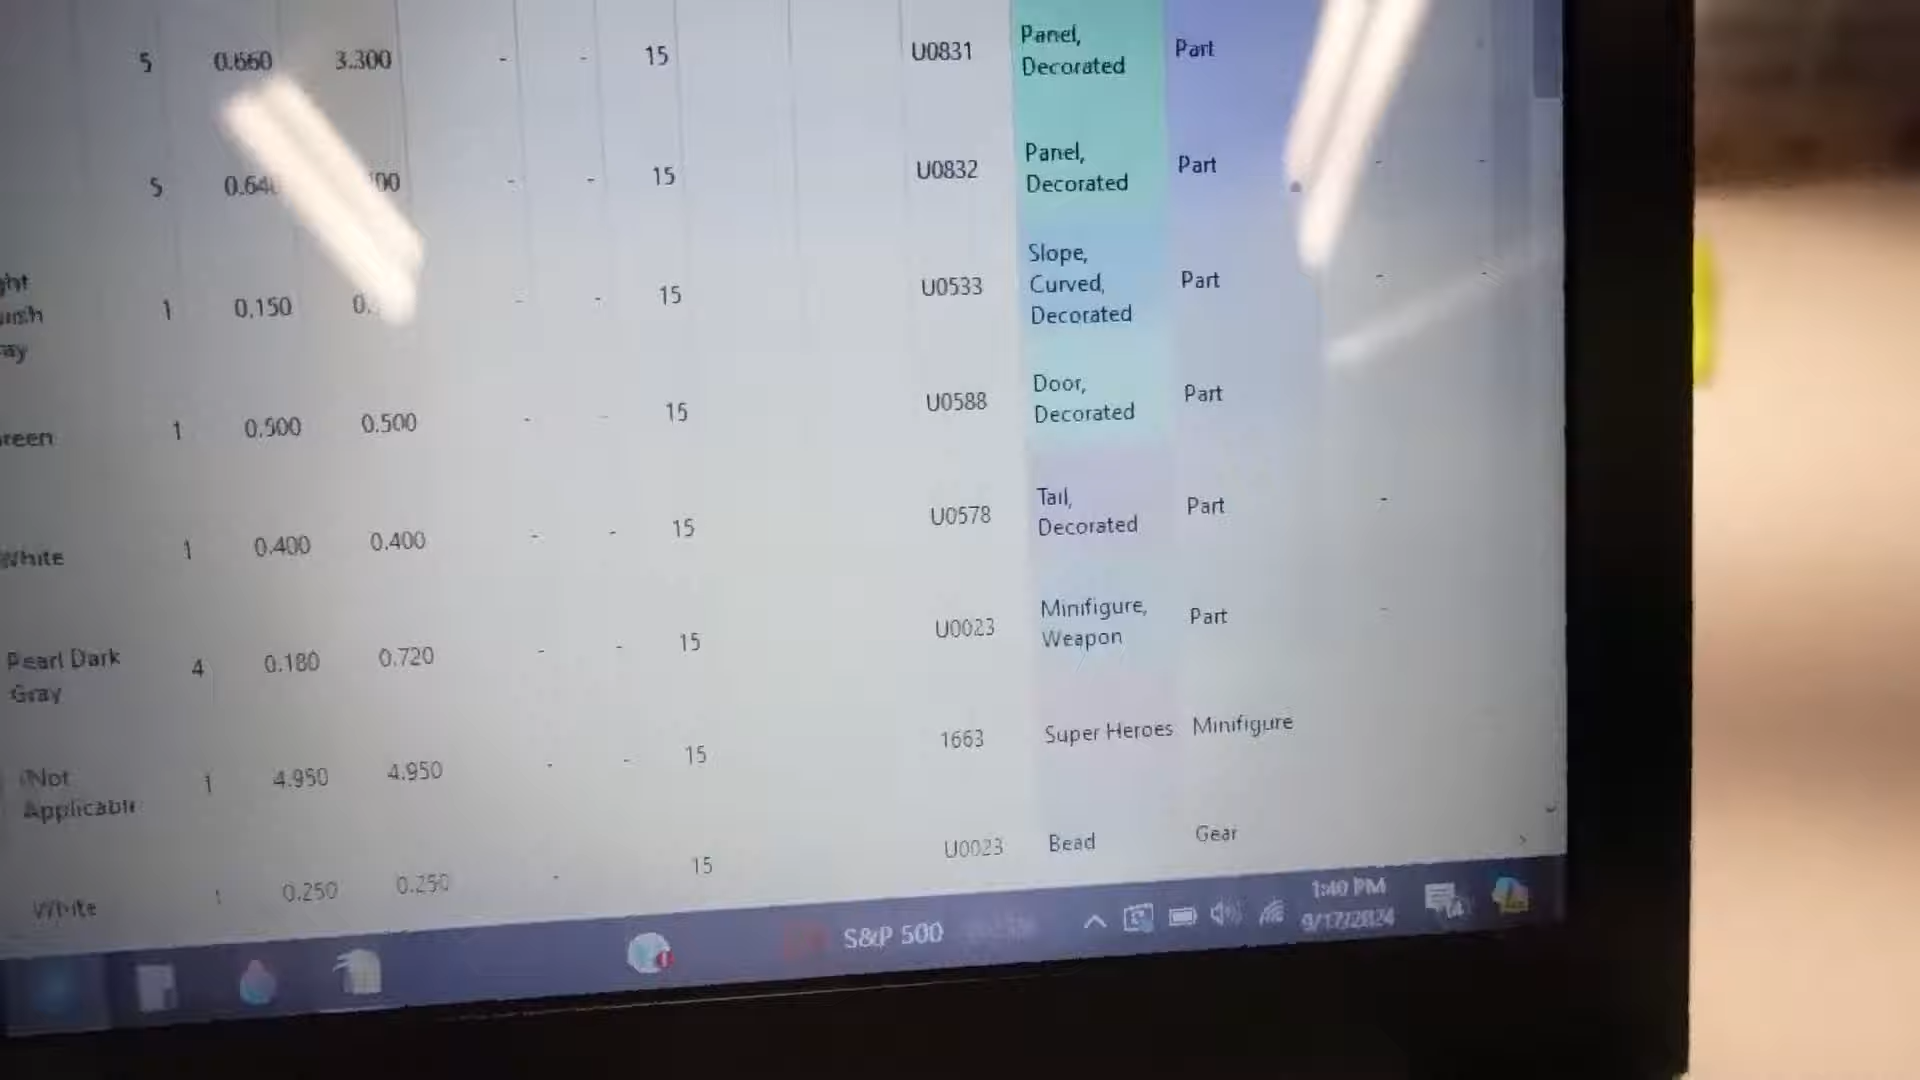 5 0.660 3.300 - - 15 U0831 Panel, Decorated Part
5 - - 15 U0832 Panel, Decorated Part - -
1 0.150 - - 15 U0533 Slope, Curved, Decorated Part - -
1 0.500 0.500 - - 15 U0588 Door, Decorated Part
White 1 0.400 0.400 - - 15 U0578 Tail, Decorated Part -
Pearl Dark Gray 4 0.180 0.720 - - 15 U0023 Minifigure, Weapon Part -
(Not Applicable 1 4.950 4.950 - - 15 1663 Super Heroes Minifigure
White 1 0.250 0.250 - 15 U0023 Bead Gear
S&P 500
1:40 PM
9/17/2024